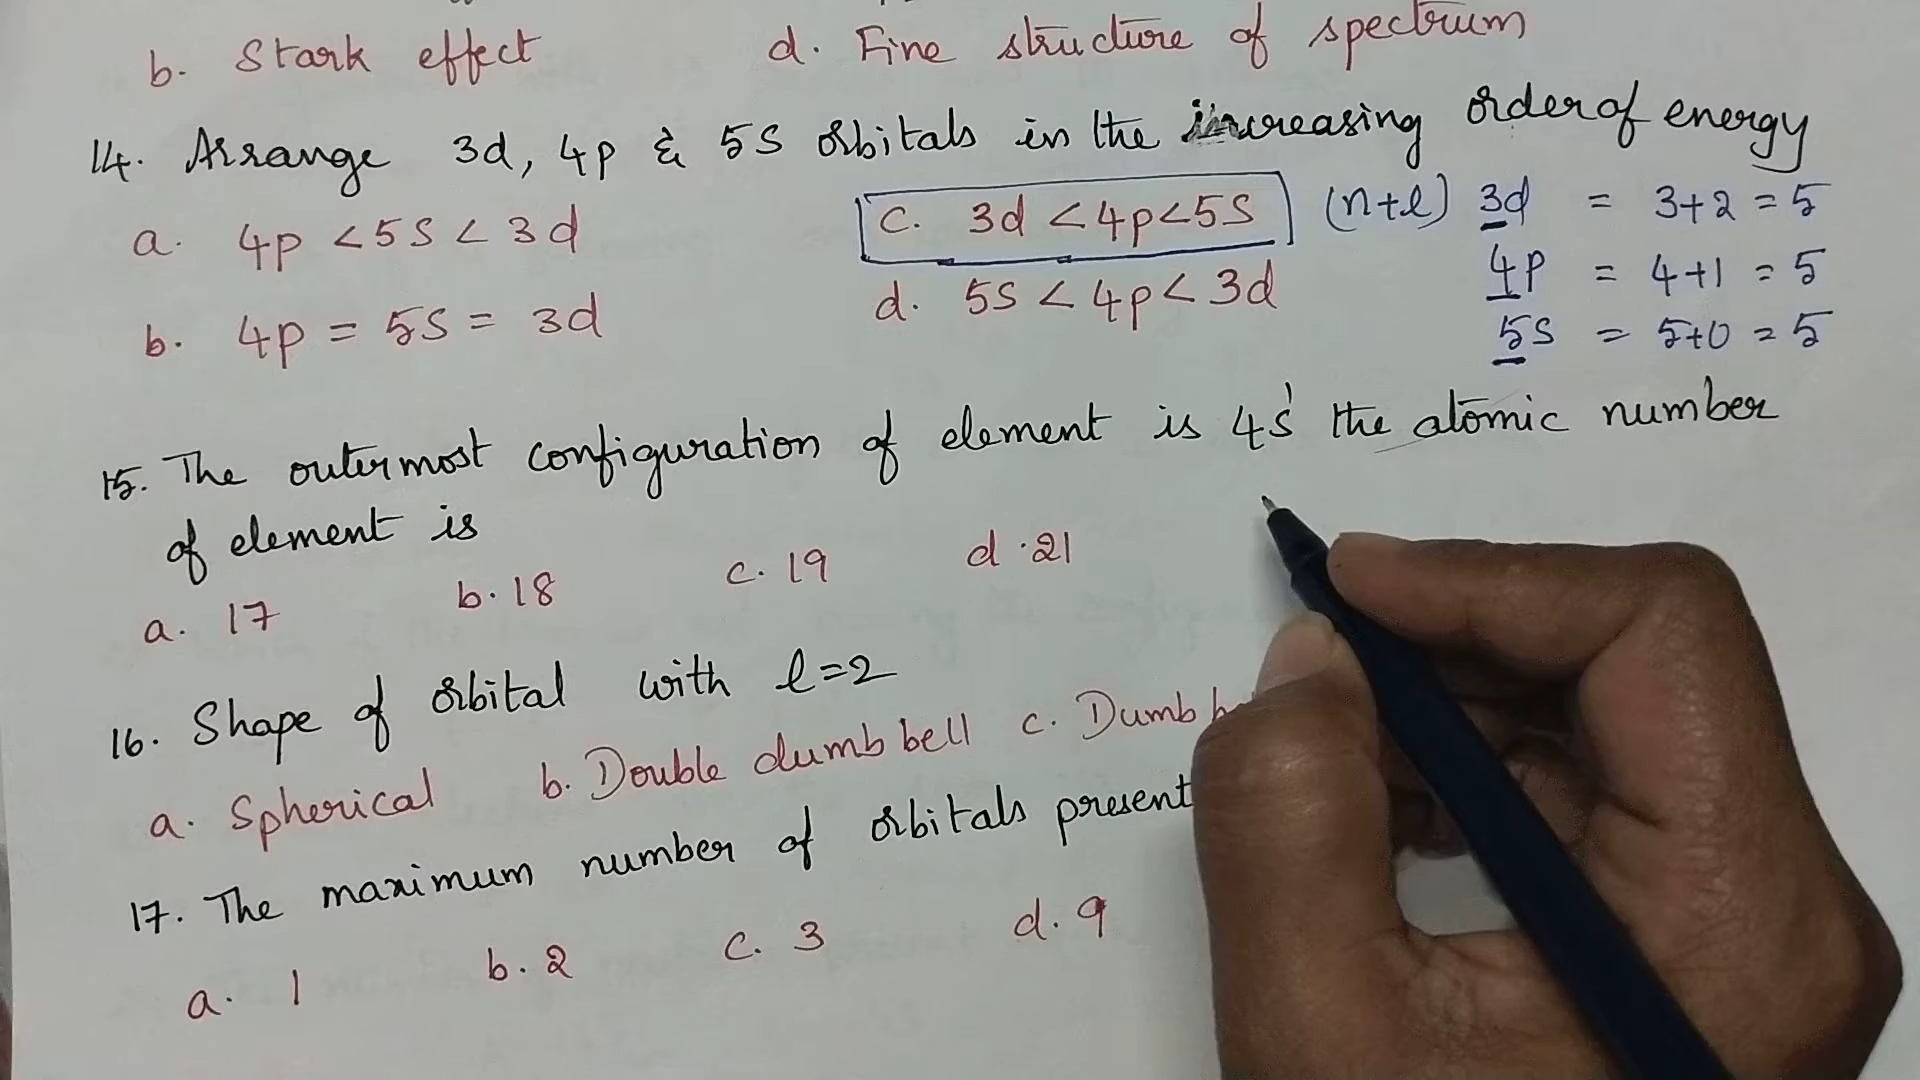 b. Stark effect d. Fine structure of spectrum
14. Arrange 3d, 4p & 5S orbitals in the increasing order of energy
a. 4p < 5S < 3d c. 3d < 4p < 5S (n+l) 3d = 3+2 = 5
4p = 4+1 = 5
b. 4p = 5S = 3d d. 5S < 4p < 3d
5S = 5+0 = 5
15. The outermost configuration of element is 4s¹ the atomic number
of element is
a. 17 b. 18 c. 19 d. 21
16. Shape of orbital with l=2
a. Spherical b. Double dumb bell c. Dumb
17. The maximum number of orbitals present
a. 1 b. 2 c. 3 d. 9